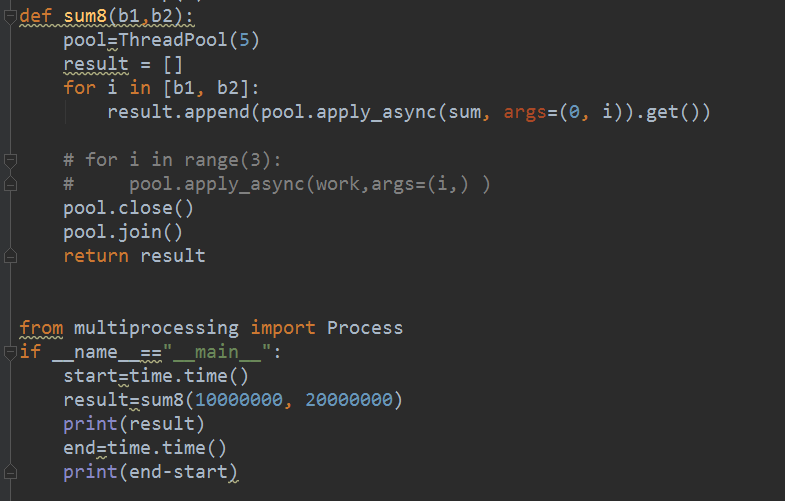 def sum8(b1,b2):
    pool=ThreadPool(5)
    result = []
    for i in [b1, b2]:
        result.append(pool.apply_async(sum, args=(0, i)).get())
    # for i in range(3):
    #     pool.apply_async(work,args=(i,) )
    pool.close()
    pool.join()
    return result
from multiprocessing import Process
if __name__=="__main__":
    start=time.time()
    result=sum8(10000000, 20000000)
    print(result)
    end=time.time()
    print(end-start)